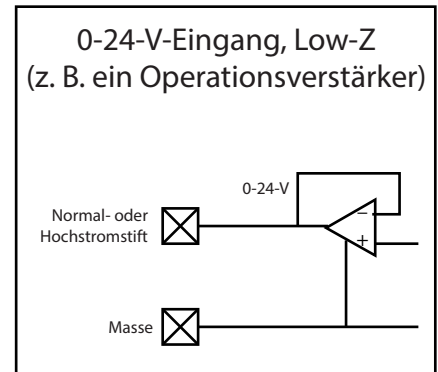 0-24-V-Eingang, Low-Z
(z. B. ein Operationsverstärker)
0-24-V
Normal- oder
Hochstromstift
−
+
Masse